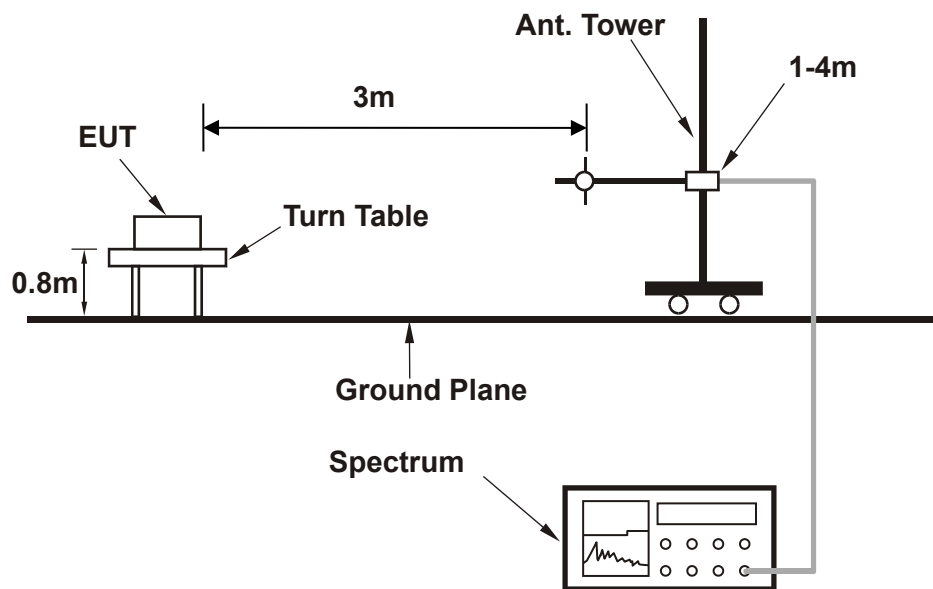 Ant. Tower
1-4m
3m
EUT
Turn Table
0.8m
Ground Plane
Spectrum